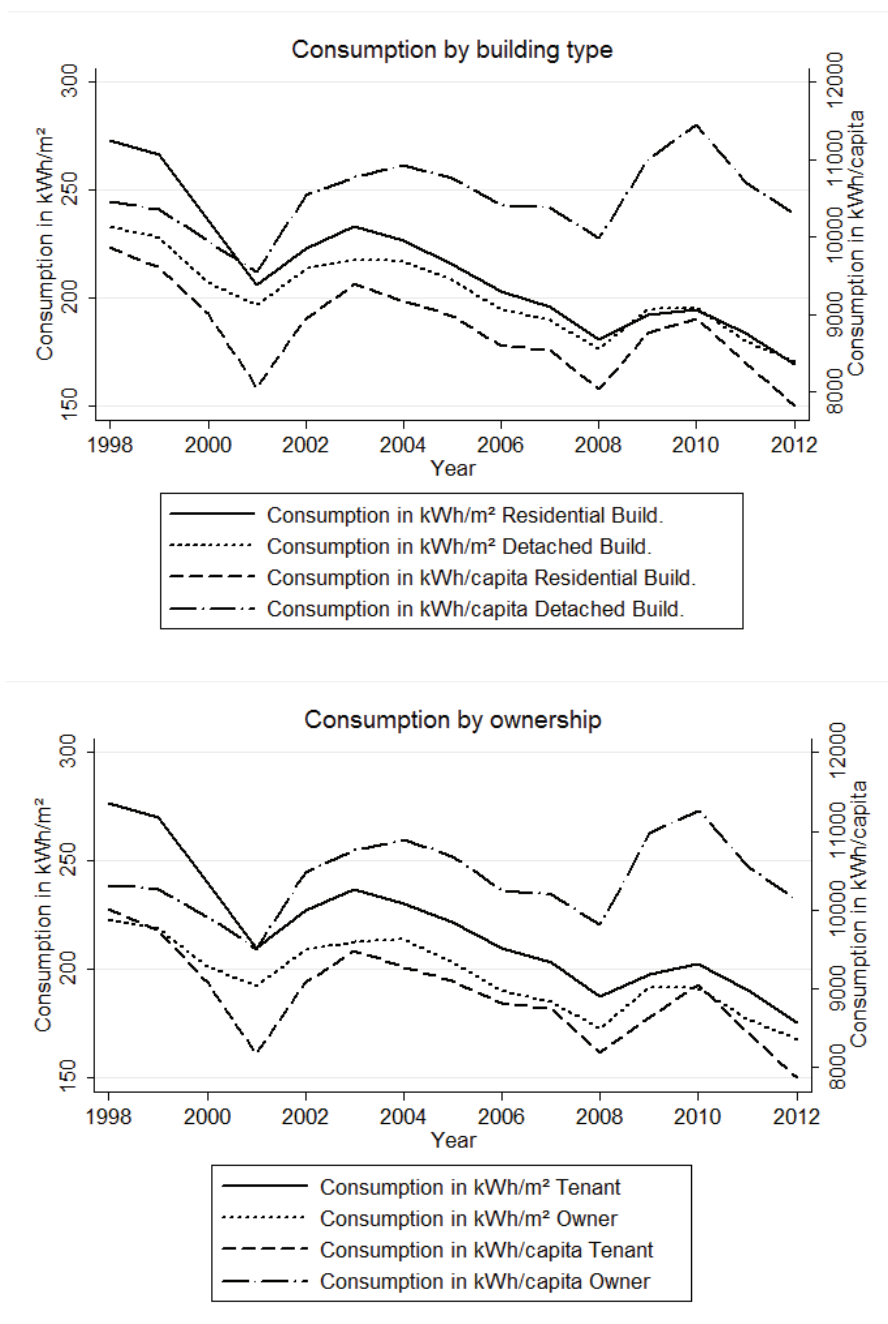 Consumption by building type
Consumption in kWh/m²
300
250
200
150
12000
11000
10000
9000
8000
Consumption in kWh/capita
1998 2000 2002 2004 2006 2008 2010 2012
Year
Consumption in kWh/m² Residential Build.
Consumption in kWh/m² Detached Build.
Consumption in kWh/capita Residential Build.
Consumption in kWh/capita Detached Build.
Consumption by ownership
Consumption in kWh/m²
300
250
200
150
12000
11000
10000
9000
8000
Consumption in kWh/capita
1998 2000 2002 2004 2006 2008 2010 2012
Year
Consumption in kWh/m² Tenant
Consumption in kWh/m² Owner
Consumption in kWh/capita Tenant
Consumption in kWh/capita Owner